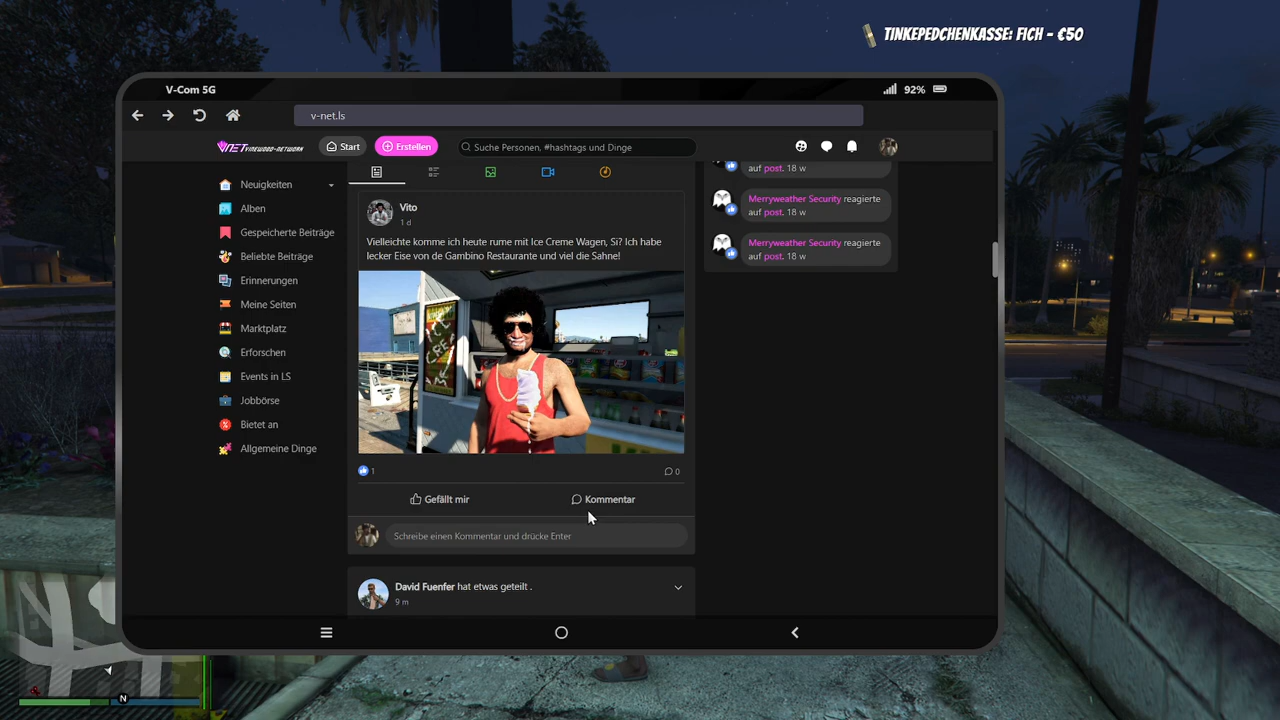 TINKEPEDCHENKASSE: FICH - €50
V-Com 5G
92%
v-net.ls
VNET VINEWOOD-NETWORK
Start
Erstellen
Suche Personen, #hashtags und Dinge
Neuigkeiten
Alben
Gespeicherte Beiträge
Beliebte Beiträge
Erinnerungen
Meine Seiten
Marktplatz
Erforschen
Events in LS
Jobbörse
Bietet an
Allgemeine Dinge
Vito
1 d
Vielleichte komme ich heute rume mit Ice Creme Wagen, Si? Ich habe
lecker Eise von de Gambino Restaurante und viel die Sahne!
1
0
Gefällt mir
Kommentar
Schreibe einen Kommentar und drücke Enter
David Fuenfer hat etwas geteilt .
9 m
auf post. 18 w
Merryweather Security reagierte
auf post. 18 w
Merryweather Security reagierte
auf post. 18 w
N